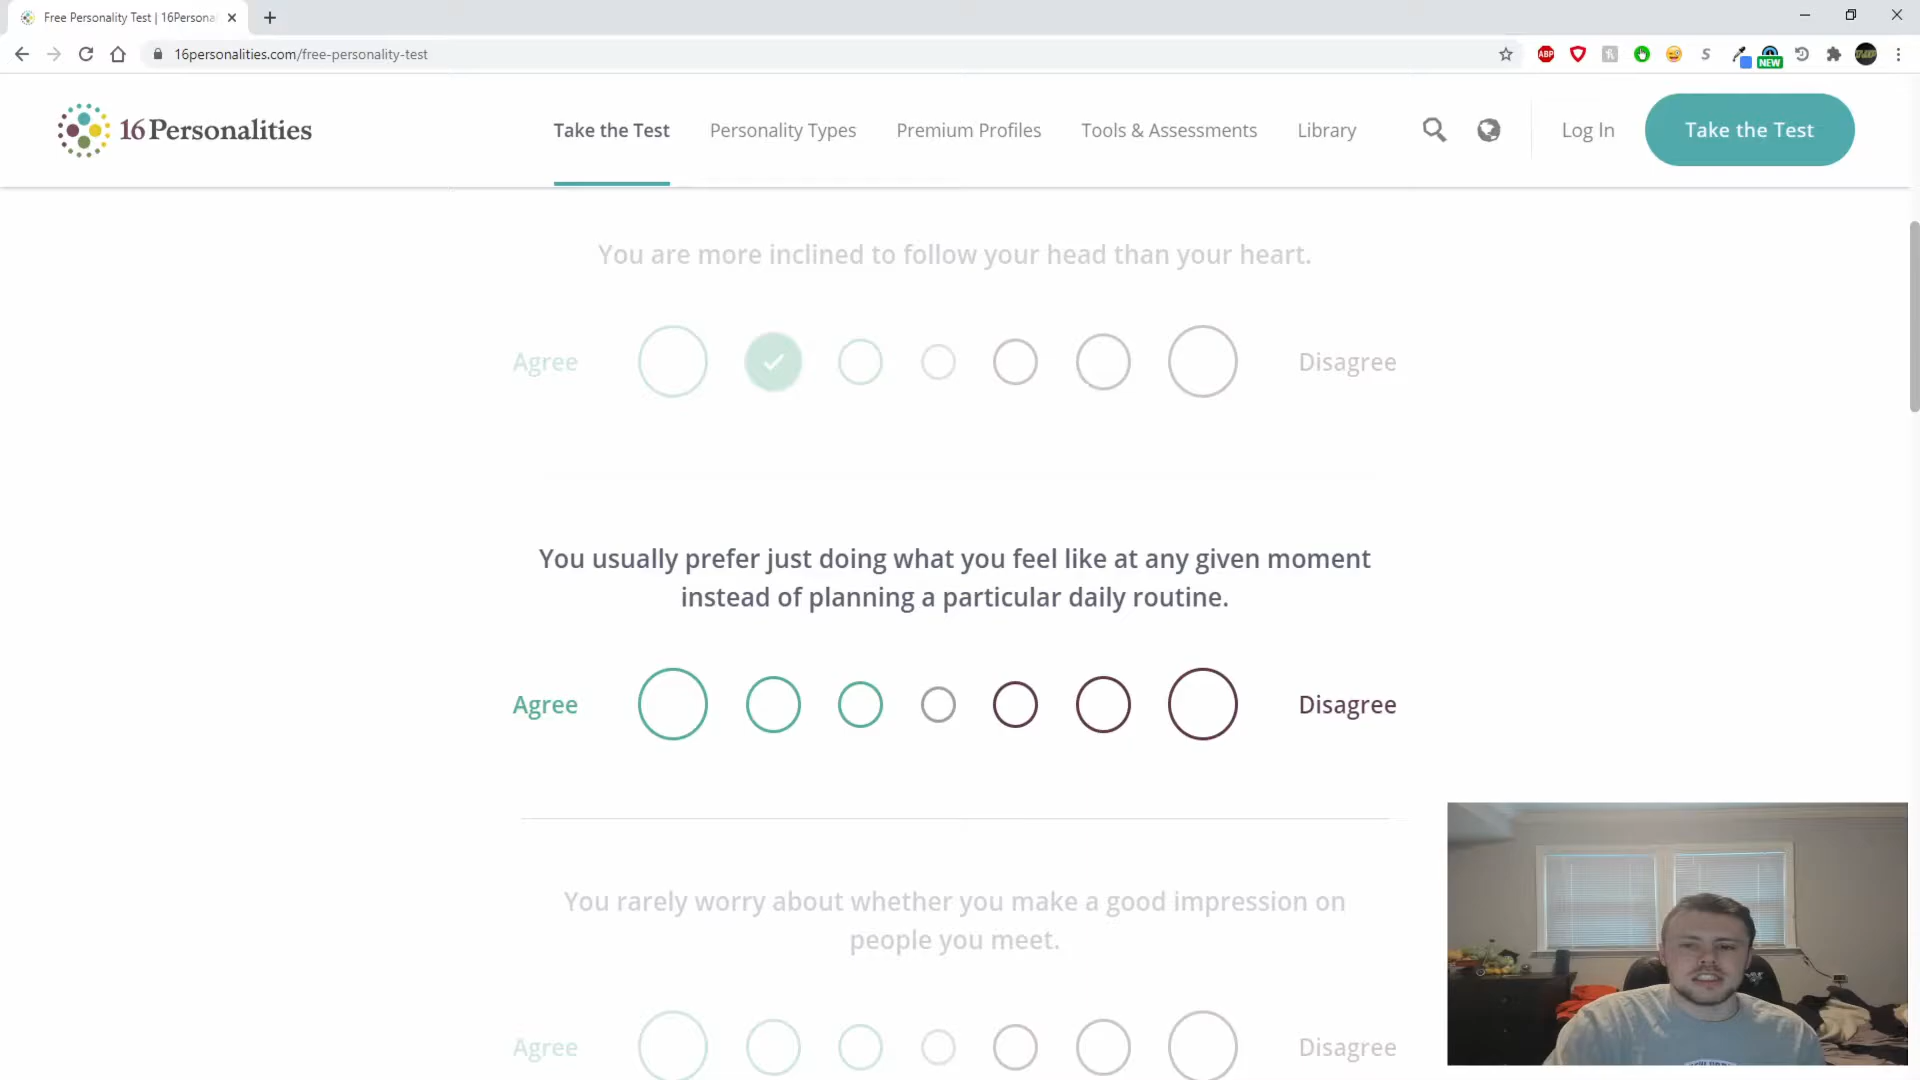 Free Personality Test | 16Persona
16personalities.com/free-personality-test
ABP
S
NEW
16Personalities
Take the Test
Personality Types
Premium Profiles
Tools & Assessments
Library
Log In
Take the Test
You are more inclined to follow your head than your heart.
Agree
Disagree
You usually prefer just doing what you feel like at any given moment
instead of planning a particular daily routine.
Agree
Disagree
You rarely worry about whether you make a good impression on
people you meet.
Agree
Disagree